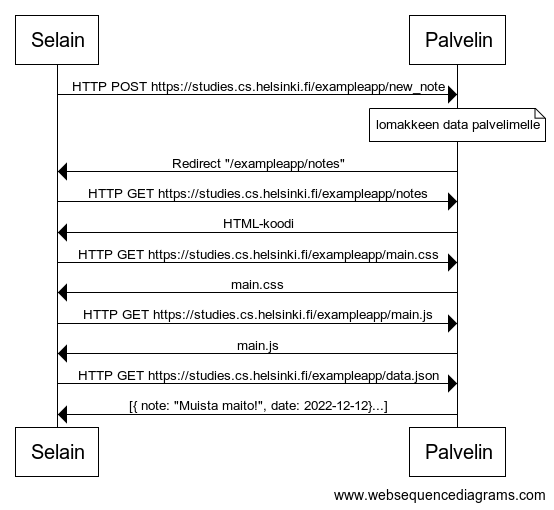 Selain Palvelin
HTTP POST https://studies.cs.helsinki.fi/exampleapp/new_note
lomakkeen data palvelimelle
Redirect "/exampleapp/notes"
HTTP GET https://studies.cs.helsinki.fi/exampleapp/notes
HTML-koodi
HTTP GET https://studies.cs.helsinki.fi/exampleapp/main.css
main.css
HTTP GET https://studies.cs.helsinki.fi/exampleapp/main.js
main.js
HTTP GET https://studies.cs.helsinki.fi/exampleapp/data.json
[{ note: "Muista maito!", date: 2022-12-12}...]
Selain Palvelin
www.websequencediagrams.com